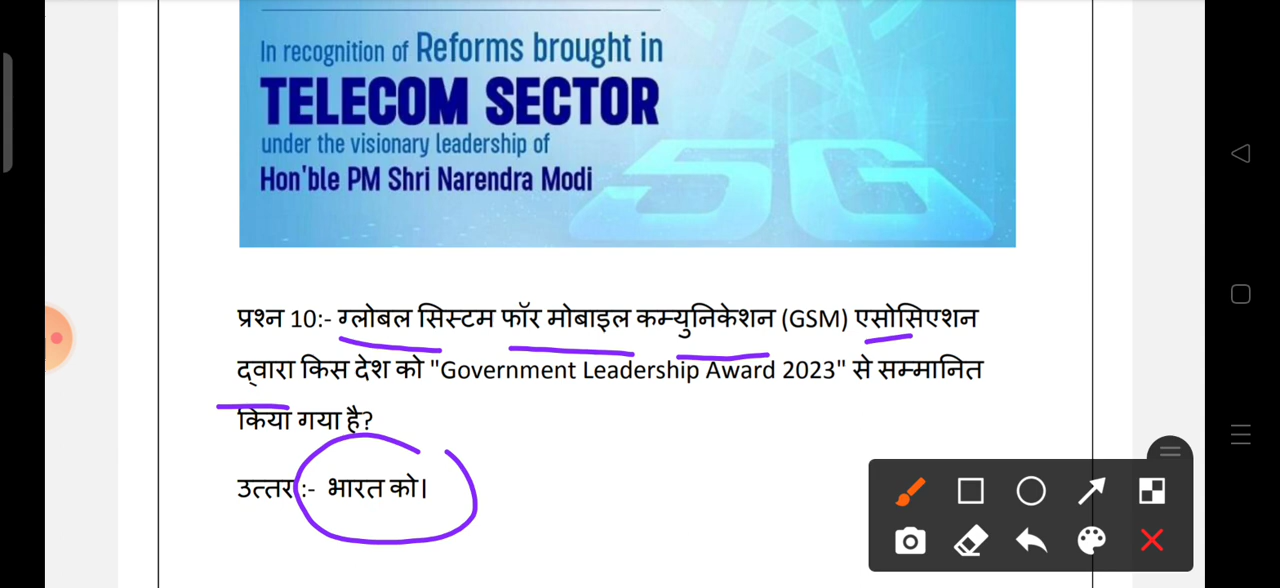 In recognition of Reforms brought in
TELECOM SECTOR
under the visionary leadership of
Hon'ble PM Shri Narendra Modi
5G
प्रश्न 10:- ग्लोबल सिस्टम फॉर मोबाइल कम्युनिकेशन (GSM) एसोसिएशन
द्वारा किस देश को "Government Leadership Award 2023" से सम्मानित
किया गया है?
उत्तर :- भारत को।